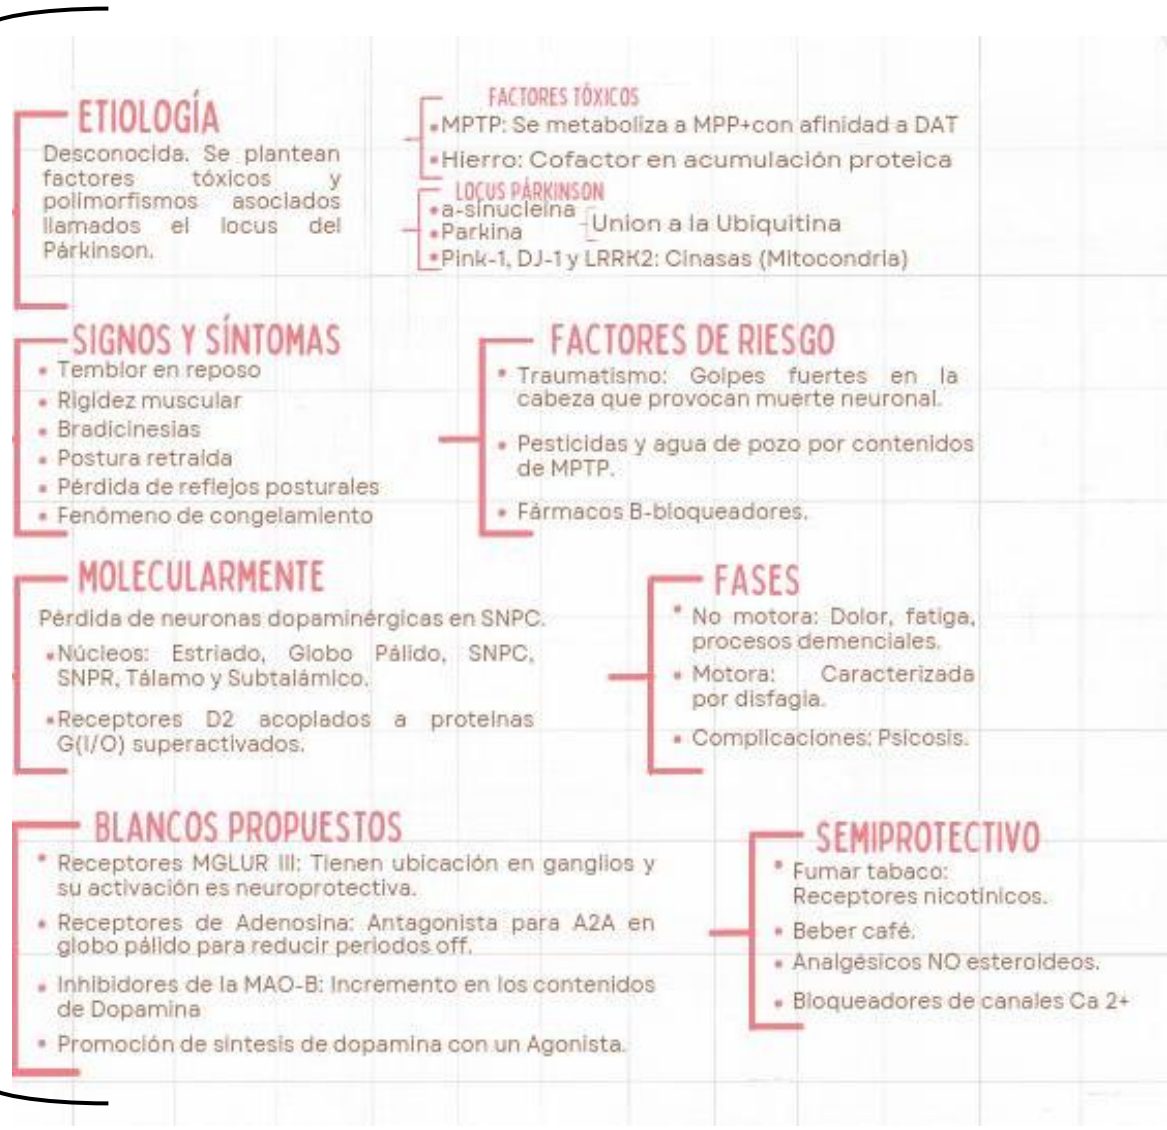 ETIOLOGÍA
Desconocida. Se plantean
factores tóxicos y
polimorfismos asociados
llamados el locus del
Párkinson.
FACTORES TÓXICOS
•MPTP: Se metaboliza a MPP+con afinidad a DAT
•Hierro: Cofactor en acumulación proteica
LOCUS PÁRKINSON
•a-sinucleína
•Parkina
Union a la Ubiquitina
•Pink-1, DJ-1 y LRRK2: Cinasas (Mitocondria)
SIGNOS Y SÍNTOMAS
• Temblor en reposo
• Rigidez muscular
• Bradicinesias
• Postura retraida
• Pérdida de reflejos posturales
• Fenómeno de congelamiento
FACTORES DE RIESGO
• Traumatismo: Golpes fuertes en la
cabeza que provocan muerte neuronal.
• Pesticidas y agua de pozo por contenidos
de MPTP.
• Fármacos B-bloqueadores.
MOLECULARMENTE
Pérdida de neuronas dopaminérgicas en SNPC.
•Núcleos: Estriado, Globo Pálido, SNPC,
SNPR, Tálamo y Subtalámico.
•Receptores D2 acoplados a proteínas
G(I/O) superactivados.
FASES
• No motora: Dolor, fatiga,
procesos demenciales.
• Motora: Caracterizada
por disfagia.
• Complicaciones: Psicosis.
BLANCOS PROPUESTOS
• Receptores MGLUR III: Tienen ubicación en ganglios y
su activación es neuroprotectiva.
• Receptores de Adenosina: Antagonista para A2A en
globo pálido para reducir periodos off.
• Inhibidores de la MAO-B: Incremento en los contenidos
de Dopamina
• Promoción de síntesis de dopamina con un Agonista.
SEMIPROTECTIVO
• Fumar tabaco:
Receptores nicotínicos.
• Beber café.
• Analgésicos NO esteroideos.
• Bloqueadores de canales Ca 2+